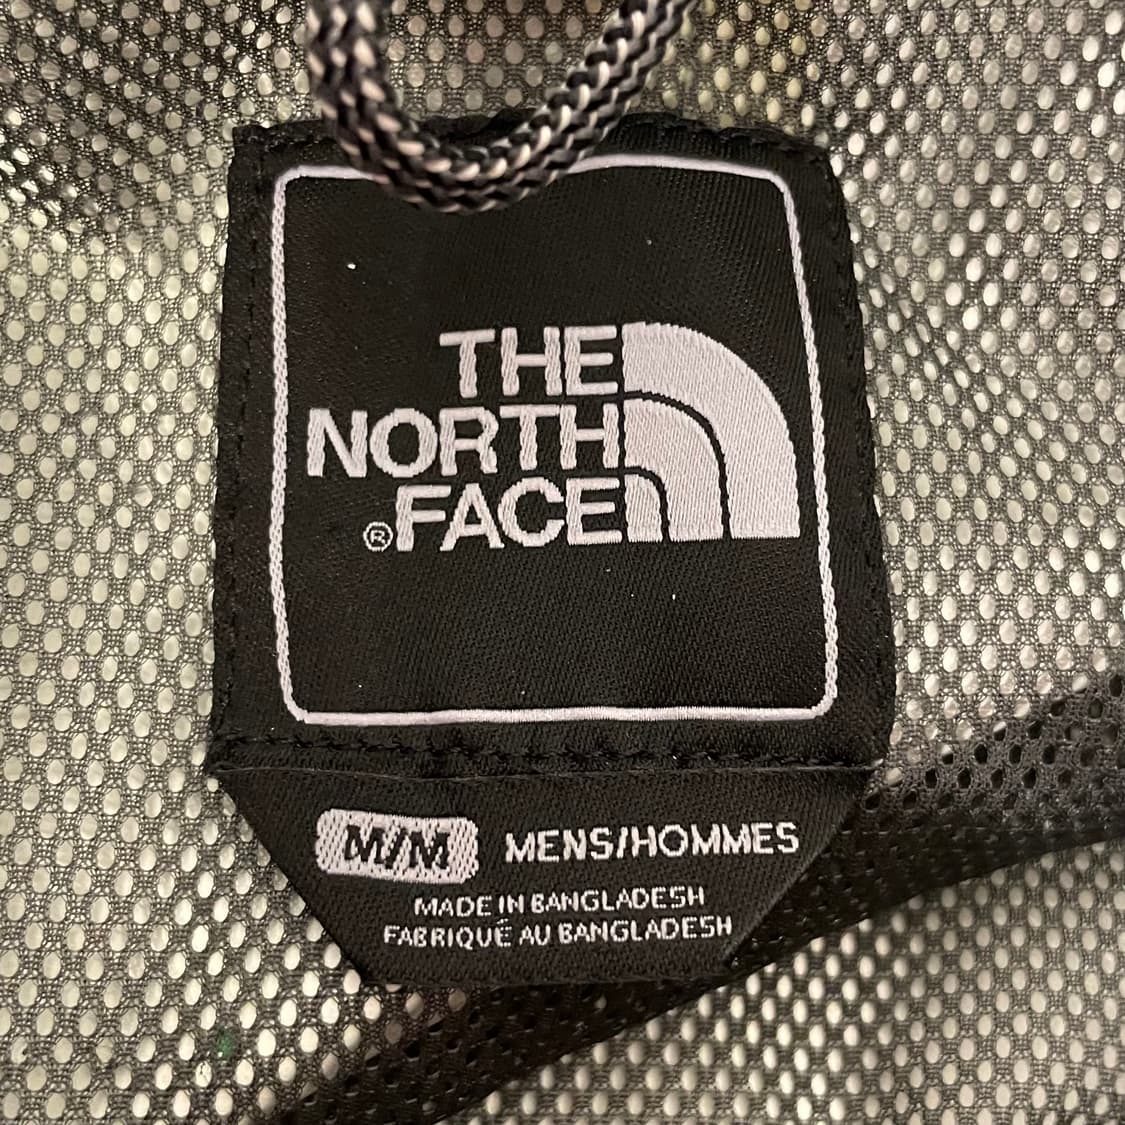 THE
NORTH
®FACE
M/M MENS/HOMMES
MADE IN BANGLADESH
FABRIQUÉ AU BANGLADESH